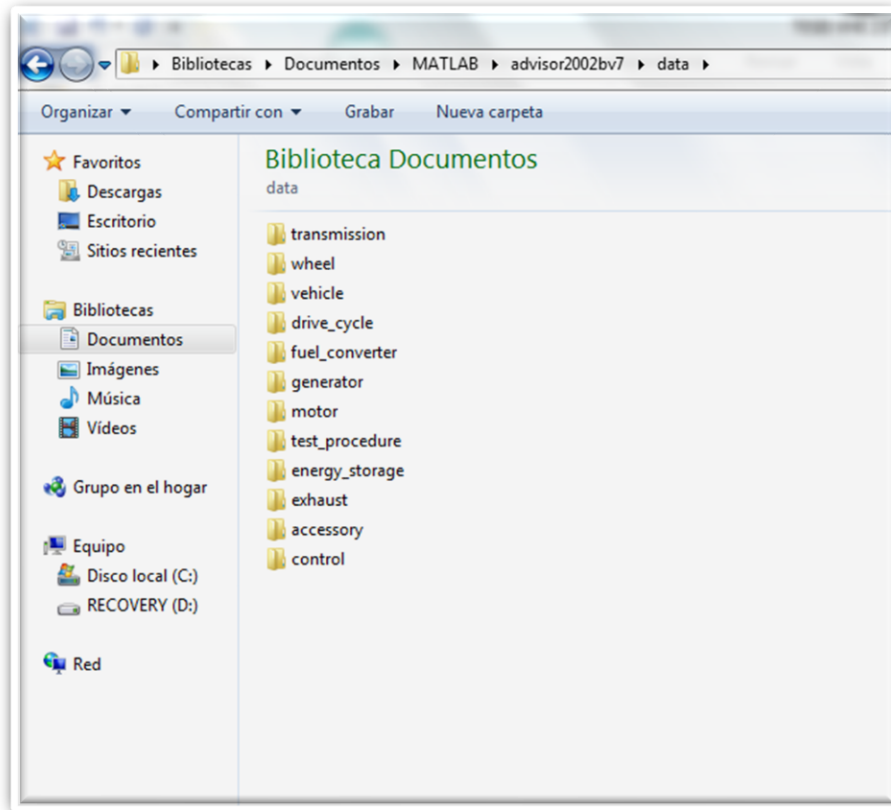 Bibliotecas Documentos MATLAB advisor2002bv7 data
Organizar Compartir con Grabar Nueva carpeta
Favoritos
Descargas
Escritorio
Sitios recientes
Bibliotecas
Documentos
Imágenes
Música
Vídeos
Grupo en el hogar
Equipo
Disco local (C:)
RECOVERY (D:)
Red
Biblioteca Documentos
data
transmission
wheel
vehicle
drive_cycle
fuel_converter
generator
motor
test_procedure
energy_storage
exhaust
accessory
control